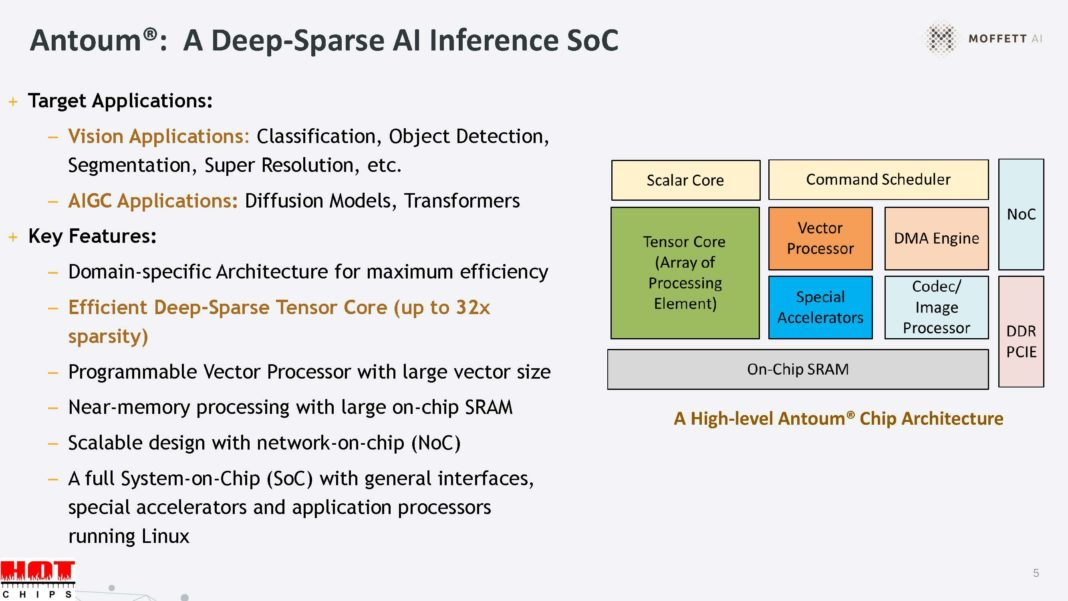 Antoum®: A Deep-Sparse AI Inference SoC
MOFFETT AI
+ Target Applications:
– Vision Applications: Classification, Object Detection,
Segmentation, Super Resolution, etc.
– AIGC Applications: Diffusion Models, Transformers
+ Key Features:
– Domain-specific Architecture for maximum efficiency
– Efficient Deep-Sparse Tensor Core (up to 32x
sparsity)
– Programmable Vector Processor with large vector size
– Near-memory processing with large on-chip SRAM
– Scalable design with network-on-chip (NoC)
– A full System-on-Chip (SoC) with general interfaces,
special accelerators and application processors
running Linux
Scalar Core
Command Scheduler
NoC
Tensor Core
(Array of
Processing
Element)
Vector
Processor
DMA Engine
Special
Accelerators
Codec/
Image
Processor
DDR
PCIE
On-Chip SRAM
A High-level Antoum® Chip Architecture
HOT
CHIPS
5